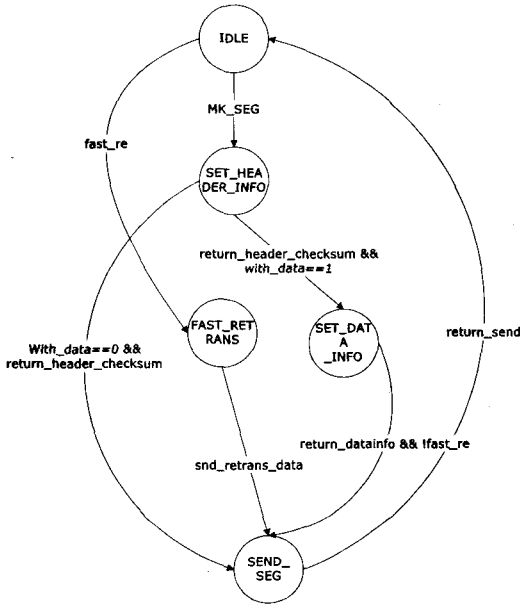 IDLE
MK_SEG
fast_re
SET_HEA
DER_INFO
return_header_checksum &&
with_data==1
FAST_RET
RANS
SET_DAT
A
_INFO
return_send
With_data==0 &&
return_header_checksum
return_datainfo && !fast_re
snd_retrans_data
SEND_
SEG